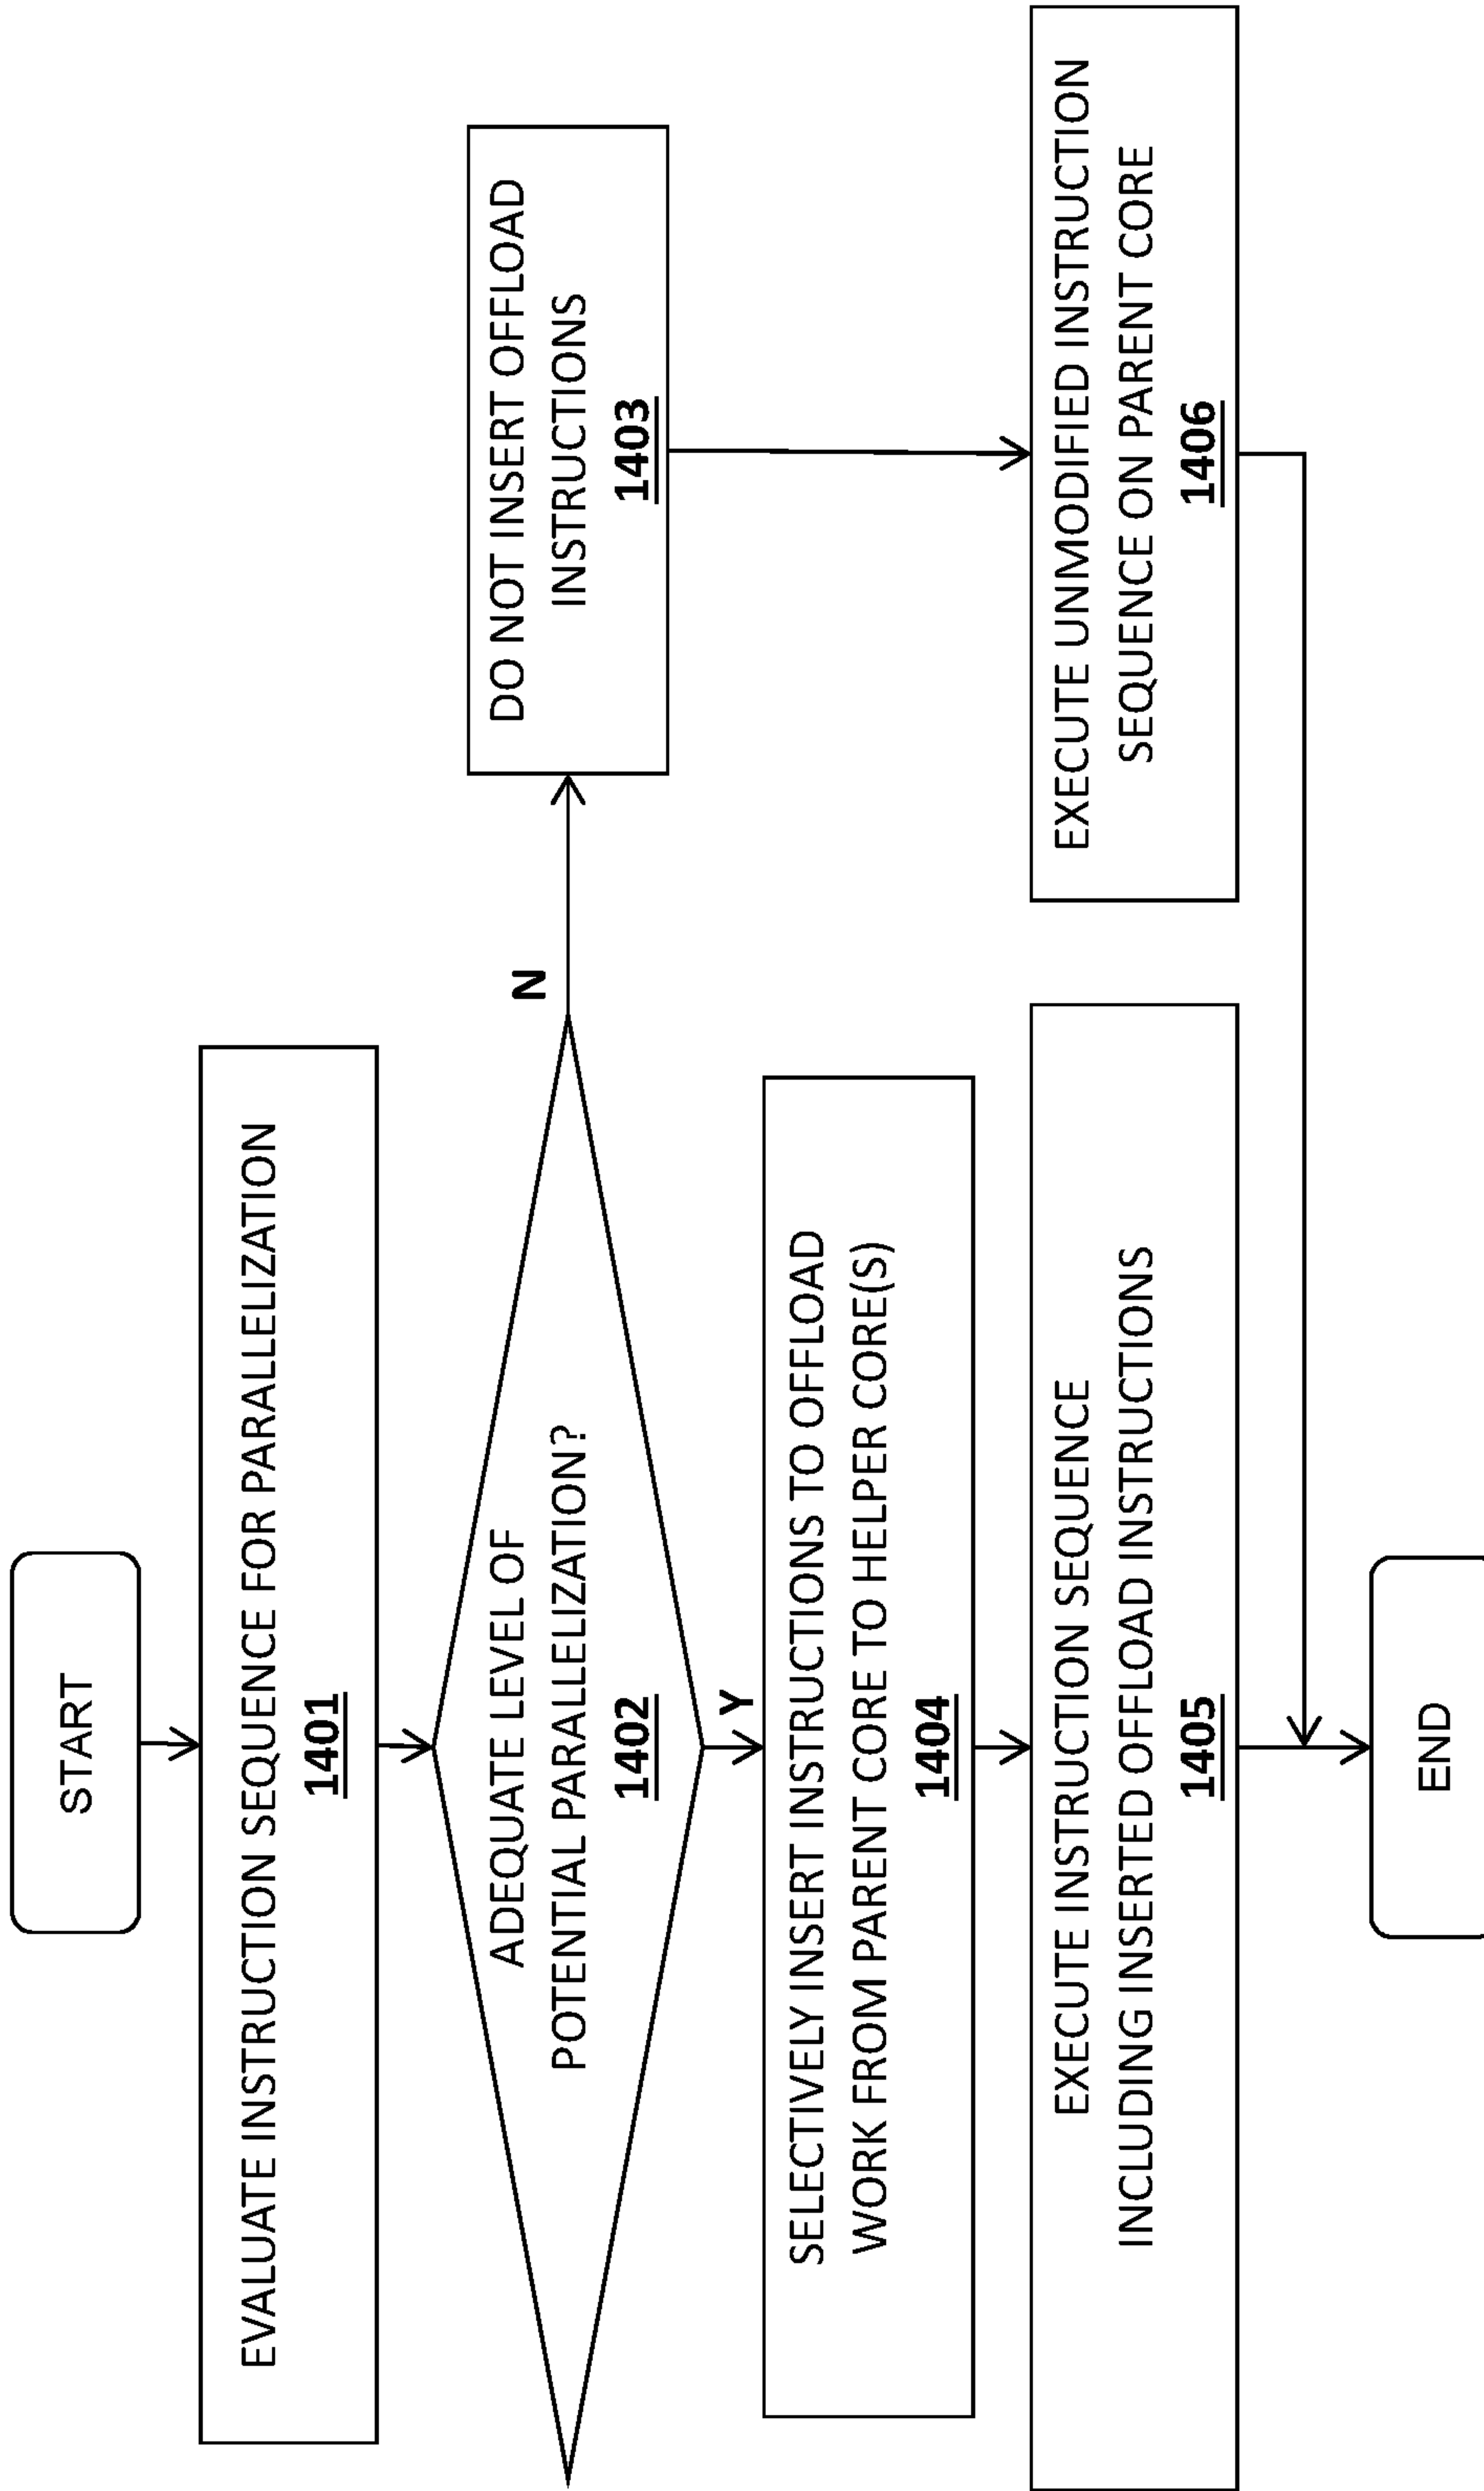 START
EVALUATE INSTRUCTION SEQUENCE FOR PARALLELIZATION
1401
ADEQUATE LEVEL OF
POTENTIAL PARALLELIZATION?
1402
N
DO NOT INSERT OFFLOAD
INSTRUCTIONS
1403
Y
SELECTIVELY INSERT INSTRUCTIONS TO OFFLOAD
WORK FROM PARENT CORE TO HELPER CORE(S)
1404
EXECUTE INSTRUCTION SEQUENCE
INCLUDING INSERTED OFFLOAD INSTRUCTIONS
1405
EXECUTE UNMODIFIED INSTRUCTION
SEQUENCE ON PARENT CORE
1406
END